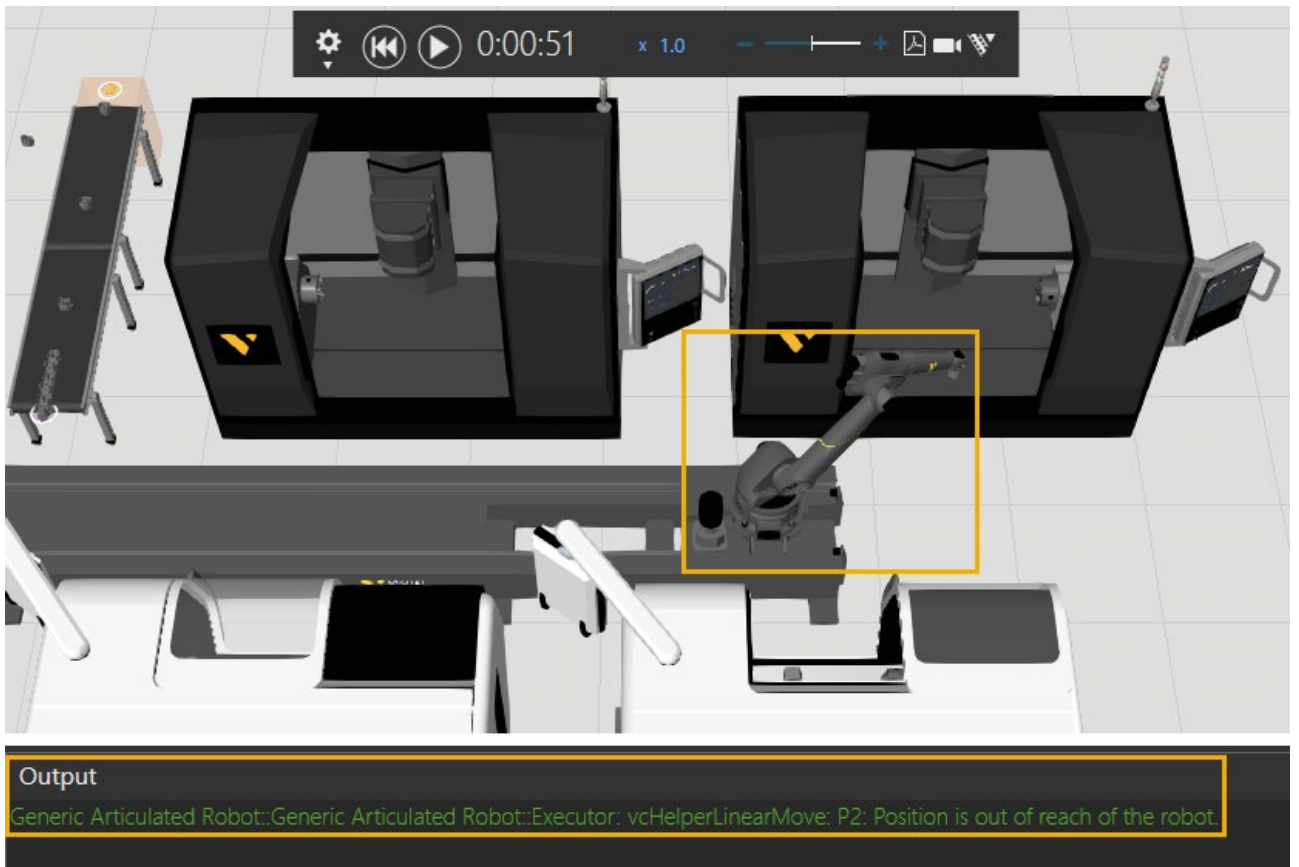 0:00:51
x 1.0
Output
Generic Articulated Robot::Generic Articulated Robot::Executor: vcHelperLinearMove: P2: Position is out of reach of the robot.